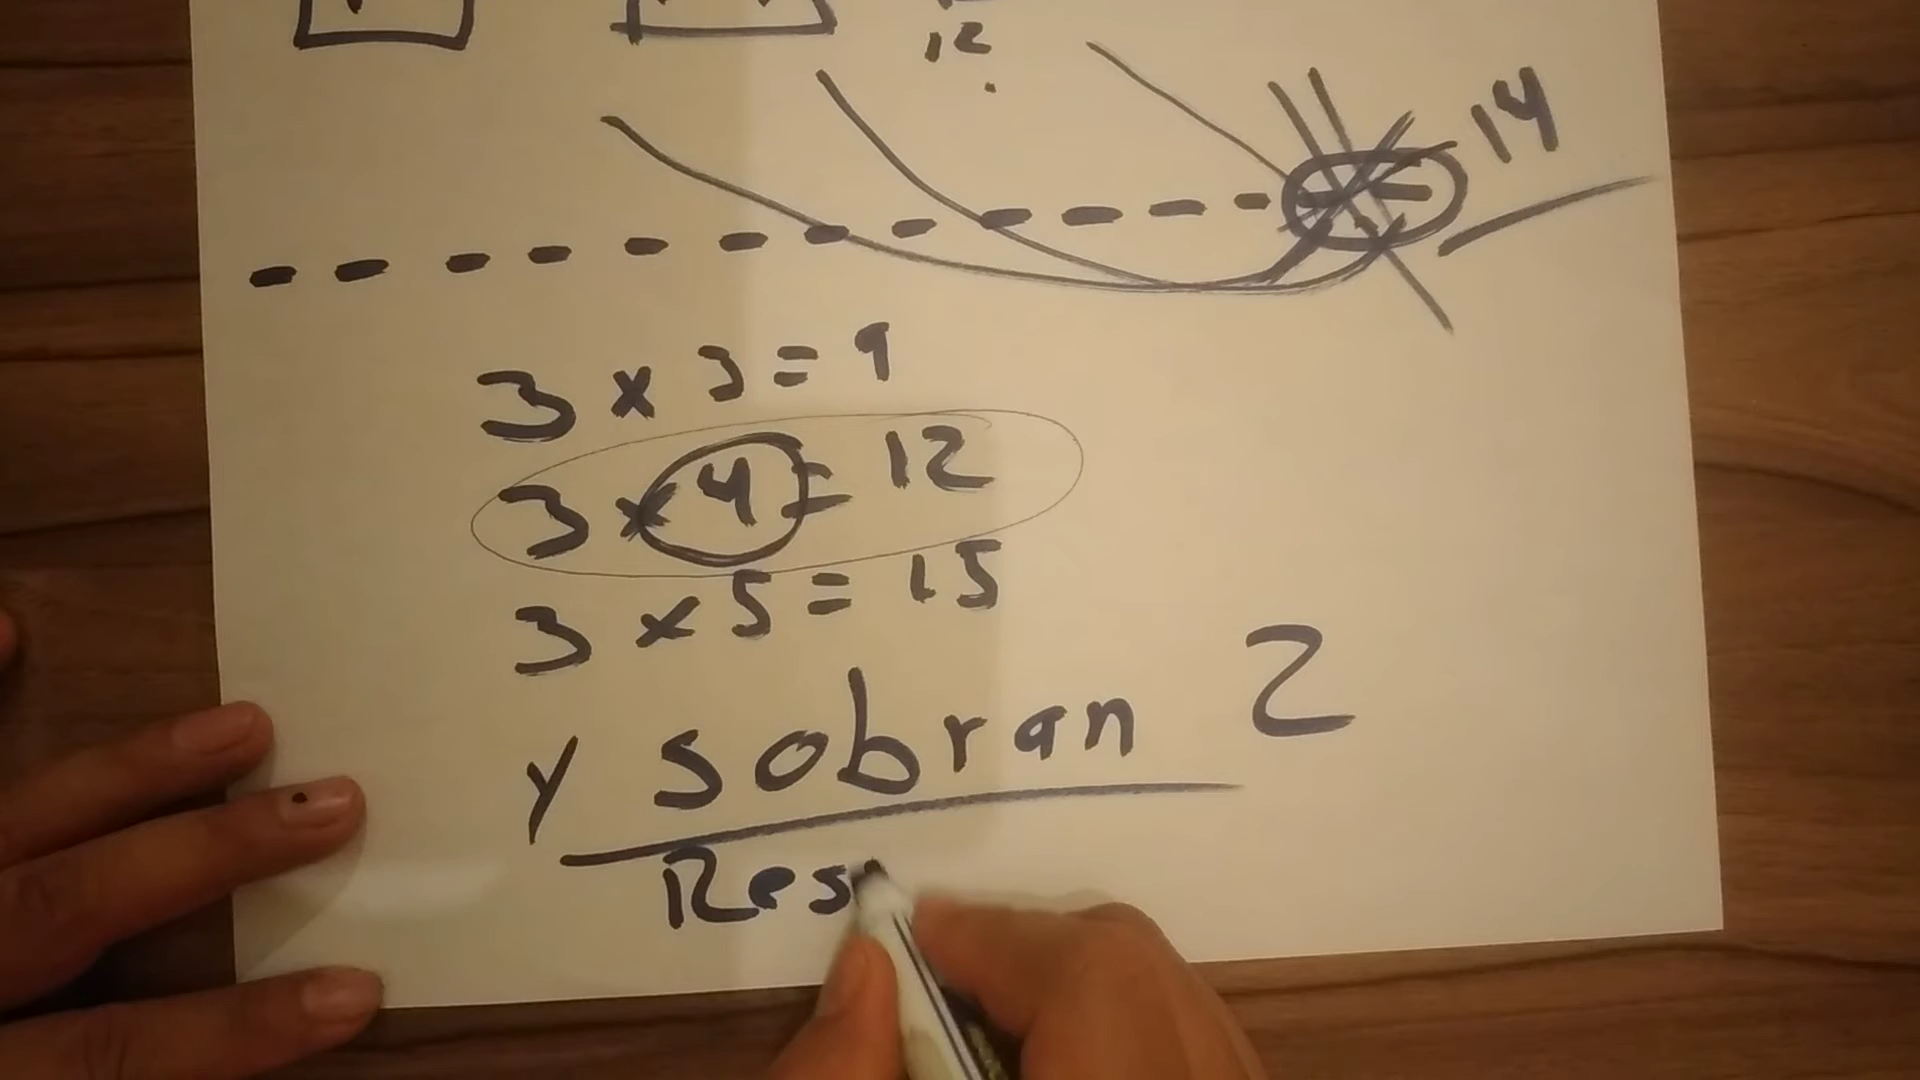 12
14
3 x 3 = 9
3 x 4 = 12
3 x 5 = 15
y sobran 2
Res